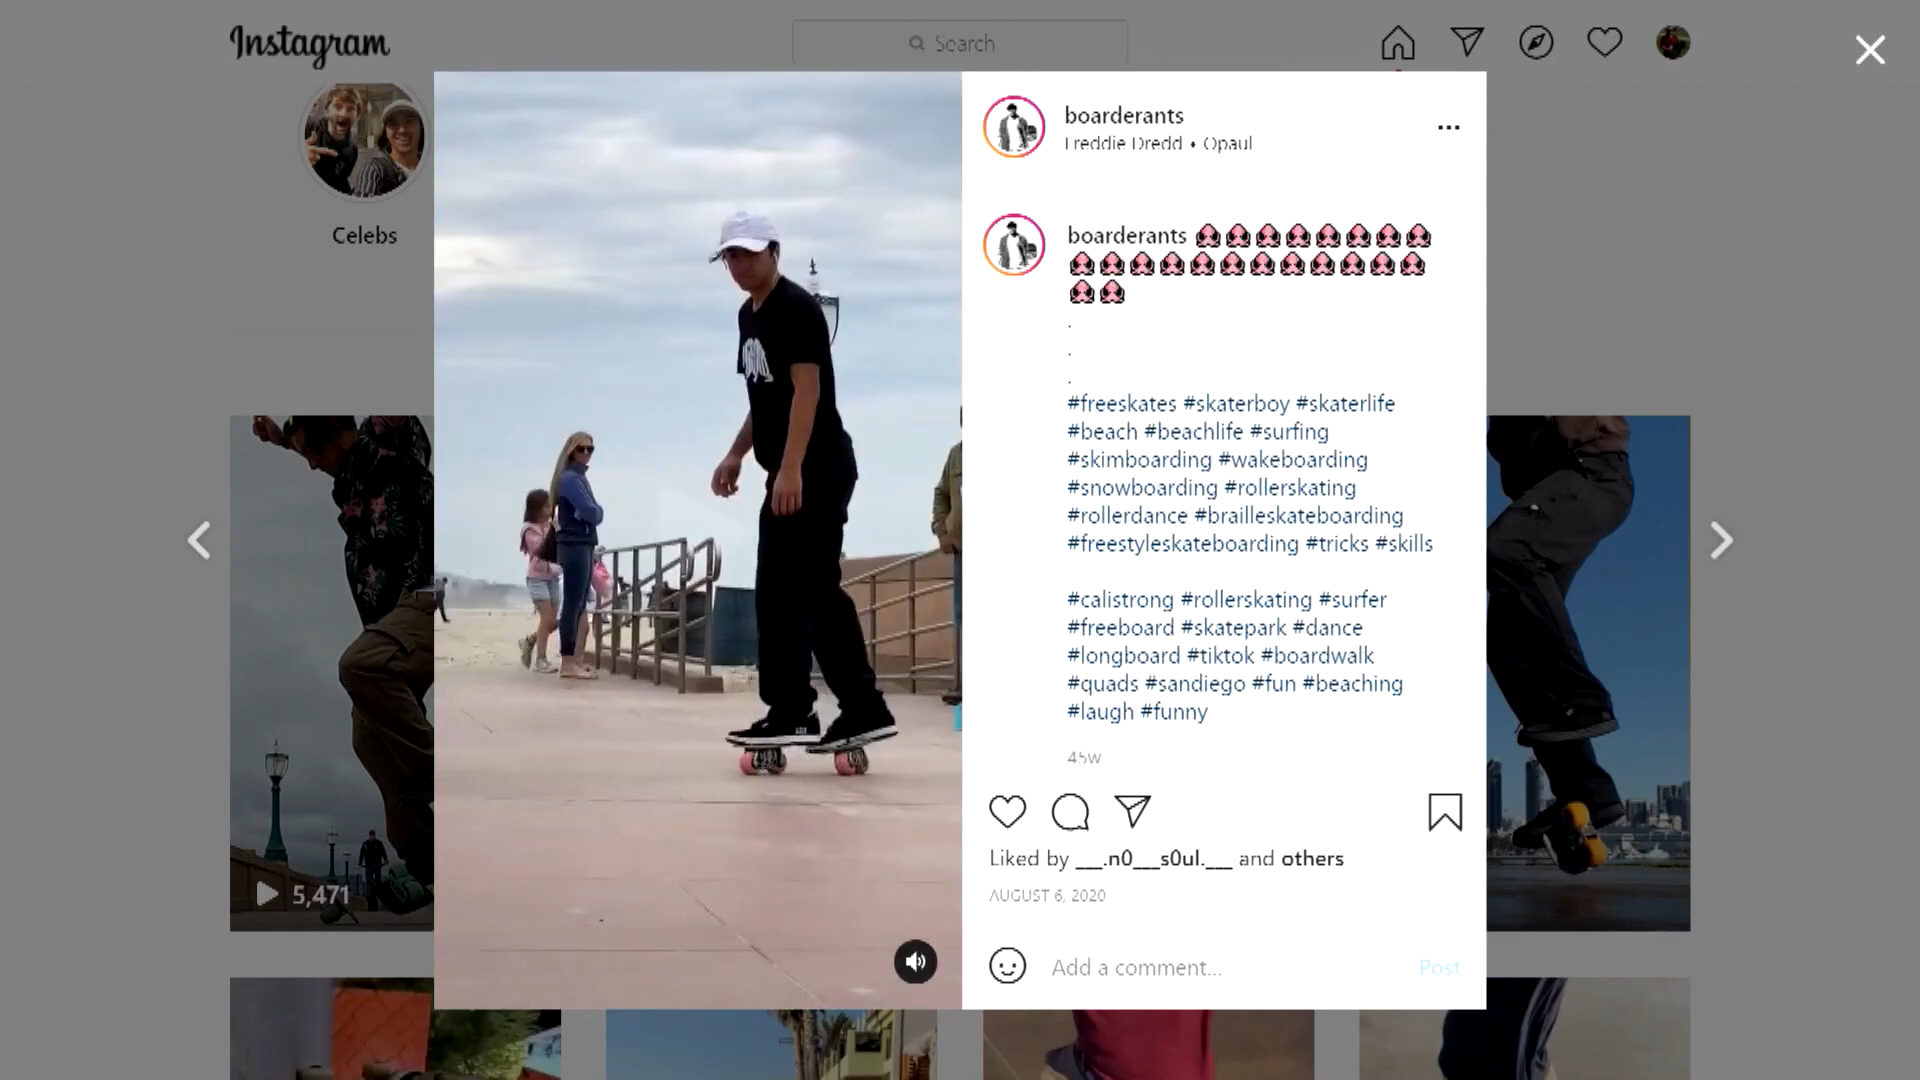 Instagram
Search
Celebs
boarderants
Freddie Dredd • Opaul
boarderants
.
.
.
#freeskates #skaterboy #skaterlife
#beach #beachlife #surfing
#skimboarding #wakeboarding
#snowboarding #rollerskating
#rollerdance #brailleskateboarding
#freestyleskateboarding #tricks #skills
#calistrong #rollerskating #surfer
#freeboard #skatepark #dance
#longboard #tiktok #boardwalk
#quads #sandiego #fun #beaching
#laugh #funny
45w
Liked by ___.n0___s0ul.___ and others
AUGUST 6, 2020
Add a comment...
Post
5,471